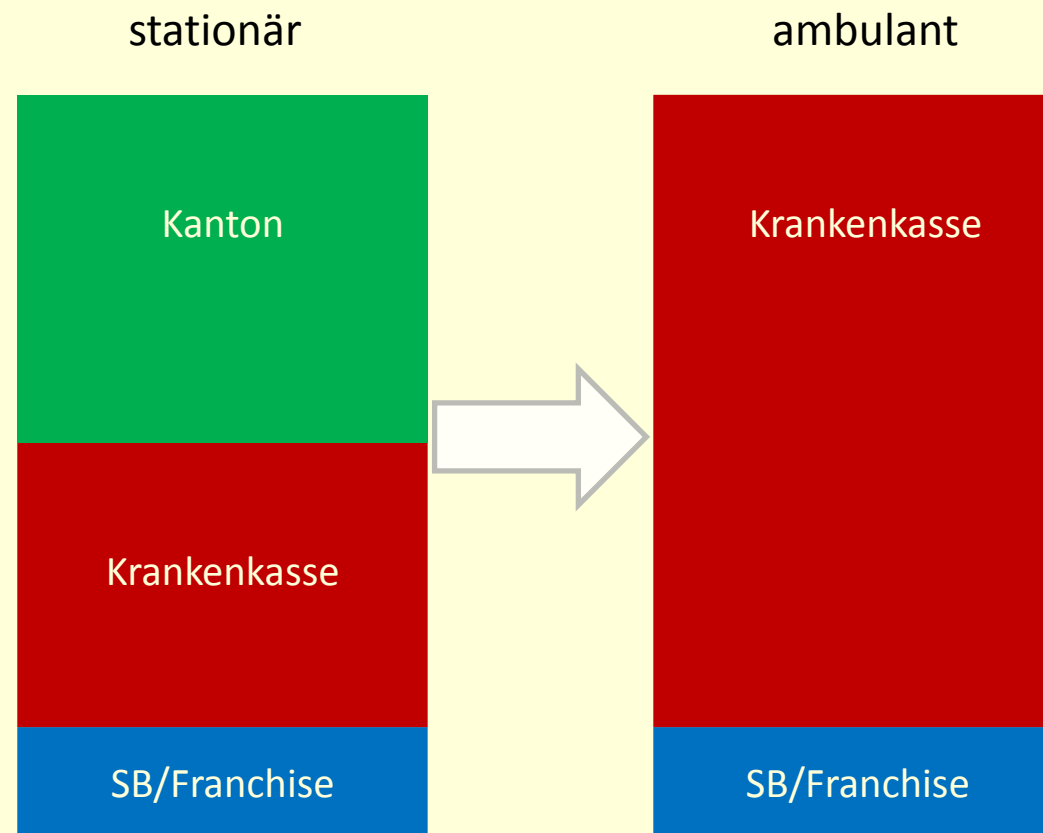 stationär
ambulant
Kanton
Krankenkasse
Krankenkasse
SB/Franchise
SB/Franchise